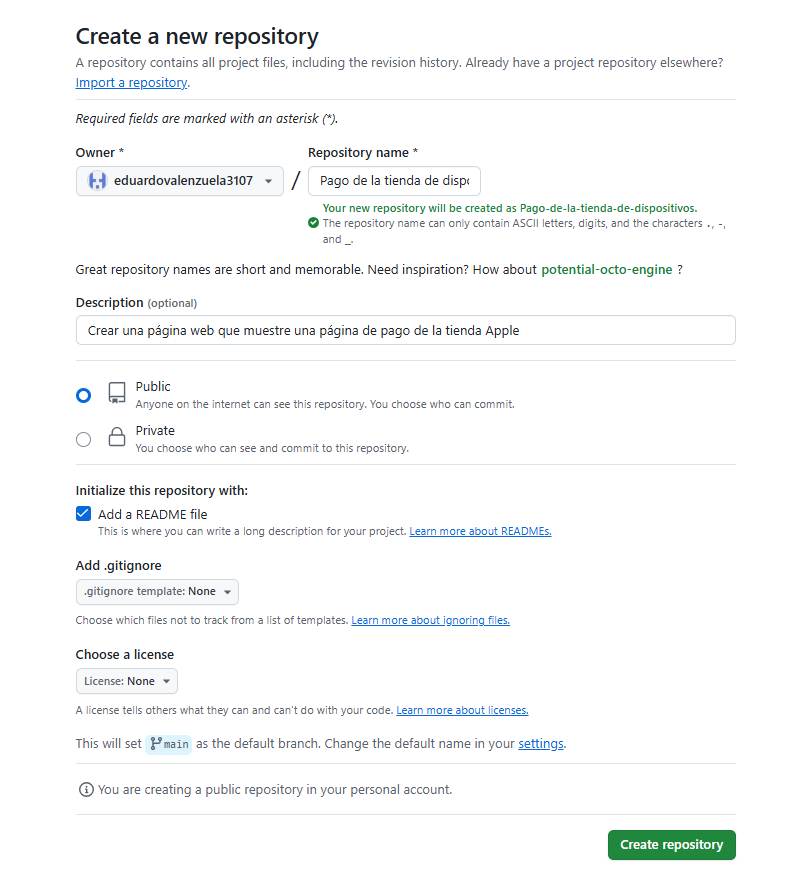 Create a new repository
A repository contains all project files, including the revision history. Already have a project repository elsewhere?
Import a repository.
Required fields are marked with an asterisk (*).
Owner * Repository name *
eduardovalenzuela3107 / Pago de la tienda de dispo
Your new repository will be created as Pago-de-la-tienda-de-dispositivos.
The repository name can only contain ASCII letters, digits, and the characters ., -,
and _.
Great repository names are short and memorable. Need inspiration? How about potential-octo-engine ?
Description (optional)
Crear una página web que muestre una página de pago de la tienda Apple
Public
Anyone on the internet can see this repository. You choose who can commit.
Private
You choose who can see and commit to this repository.
Initialize this repository with:
Add a README file
This is where you can write a long description for your project. Learn more about READMEs.
Add .gitignore
.gitignore template: None
Choose which files not to track from a list of templates. Learn more about ignoring files.
Choose a license
License: None
A license tells others what they can and can't do with your code. Learn more about licenses.
This will set main as the default branch. Change the default name in your settings.
You are creating a public repository in your personal account.
Create repository